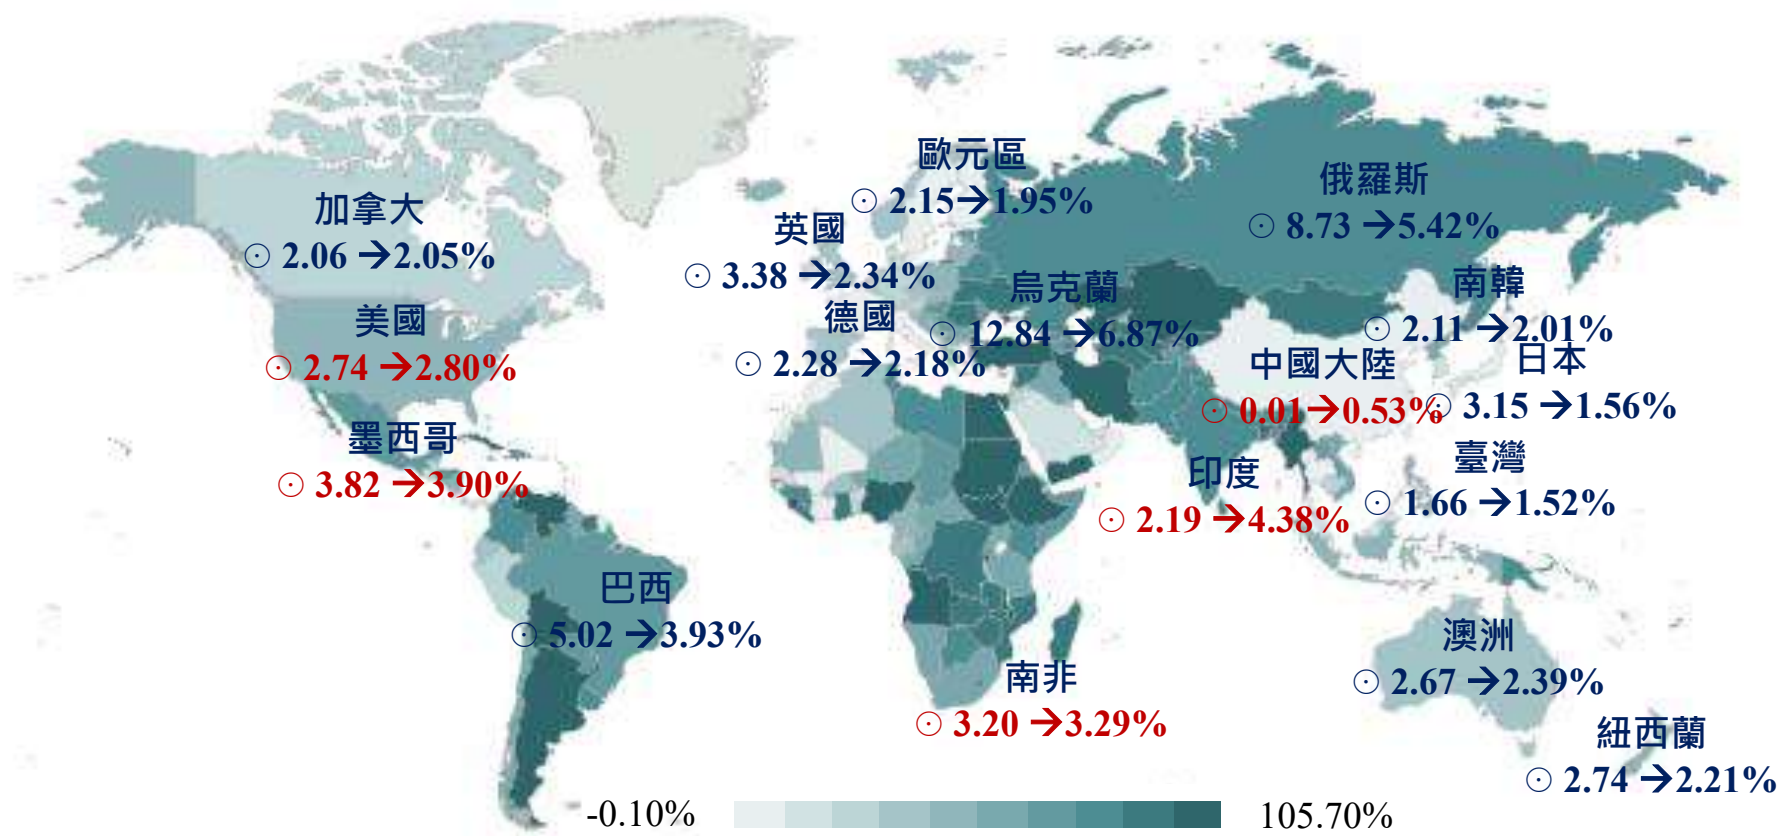 歐元區
⊙ 2.15→1.95%
俄羅斯
⊙ 8.73→5.42%
加拿大
⊙ 2.06→2.05%
英國
⊙ 3.38→2.34%
烏克蘭
⊙ 12.84→6.87%
南韓
⊙ 2.11→2.01%
美國
⊙ 2.74→2.80%
德國
⊙ 2.28→2.18%
中國大陸
⊙ 0.01→0.53%
日本
⊙ 3.15→1.56%
墨西哥
⊙ 3.82→3.90%
印度
⊙ 2.19→4.38%
臺灣
⊙ 1.66→1.52%
巴西
⊙ 5.02→3.93%
南非
⊙ 3.20→3.29%
澳洲
⊙ 2.67→2.39%
紐西蘭
⊙ 2.74→2.21%
-0.10% 105.70%